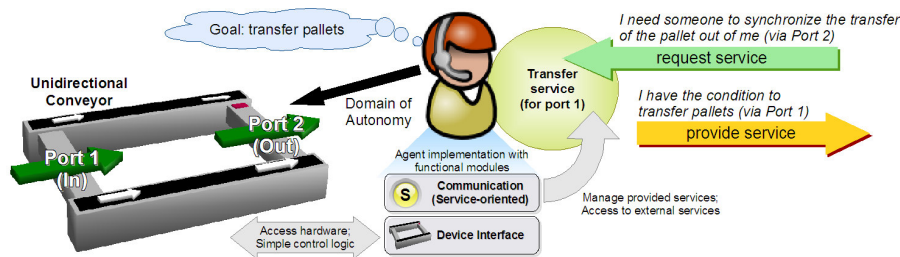 Goal: transfer pallets
I need someone to synchronize the transfer
of the pallet out of me (via Port 2)
request service
Unidirectional
Conveyor
Transfer
service
(for port 1)
I have the condition to
transfer pallets (via Port 1)
provide service
Domain of
Autonomy
Port 2
(Out)
Port 1
(In)
Agent implementation with
functional modules
S
Communication
(Service-oriented)
Manage provided services;
Access to external services
Access hardware;
Simple control logic
Device Interface